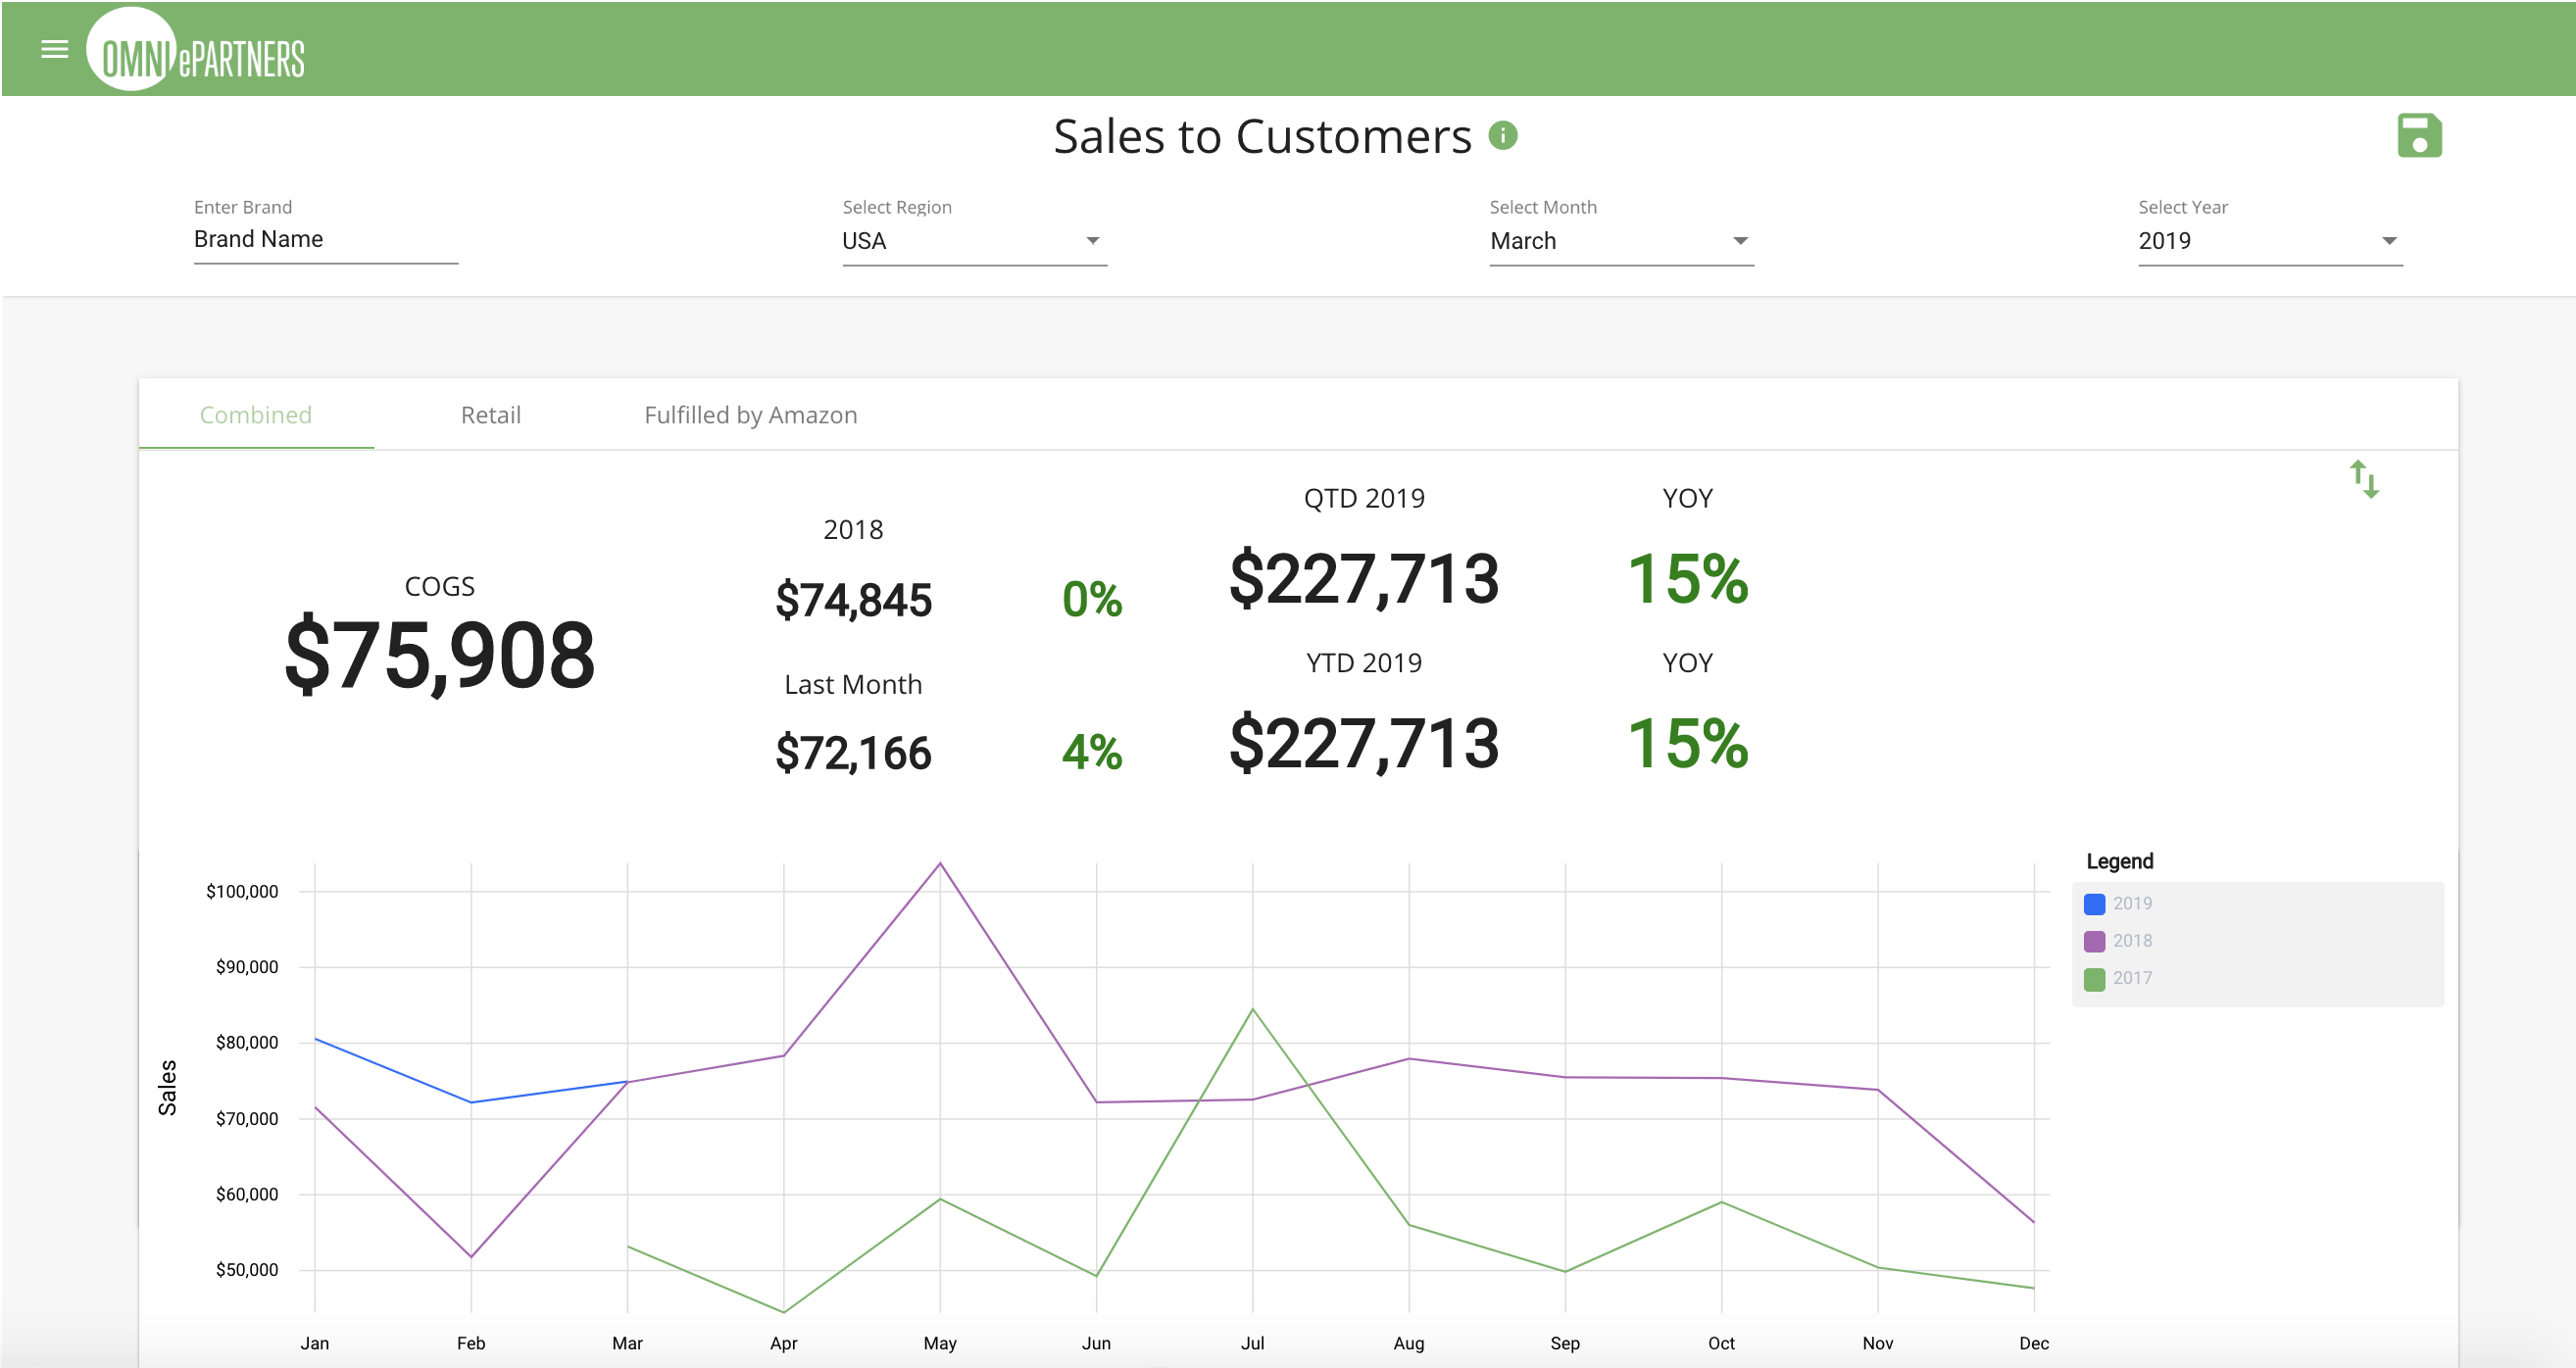 OMNI ePARTNERS
Sales to Customers
Enter Brand
Brand Name
Select Region
USA
Select Month
March
Select Year
2019
Combined
Retail
Fulfilled by Amazon
COGS
$75,908
2018
$74,845
0%
Last Month
$72,166
4%
QTD 2019
$227,713
YOY
15%
YTD 2019
$227,713
YOY
15%
Sales
$100,000
$90,000
$80,000
$70,000
$60,000
$50,000
Jan
Feb
Mar
Apr
May
Jun
Jul
Aug
Sep
Oct
Nov
Dec
Legend
2019
2018
2017